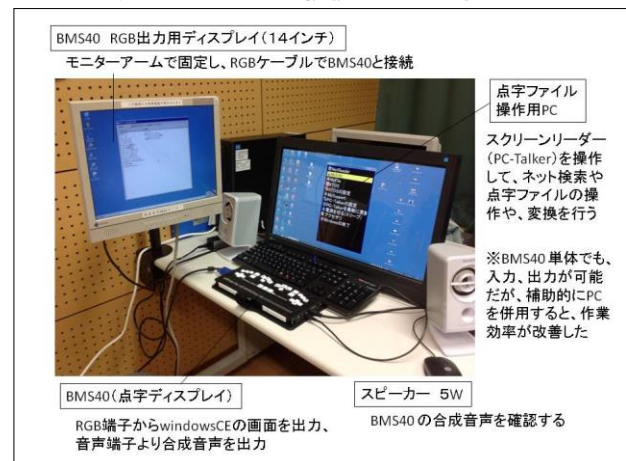 BMS40 RGB出力用ディスプレイ(14インチ)
モニターアームで固定し、RGBケーブルでBMS40と接続
点字ファイル
操作用PC
スクリーンリーダー
(PC-Talker)を操作
して、ネット検索や
点字ファイルの操
作や、変換を行う
※BMS40 単体でも、
入力、出力が可能
だが、補助的にPC
を併用すると、作業
効率が改善した
BMS40(点字ディスプレイ)
RGB端子からwindowsCEの画面を出力、
音声端子より合成音声を出力
スピーカー 5W
BMS40 の合成音声を確認する